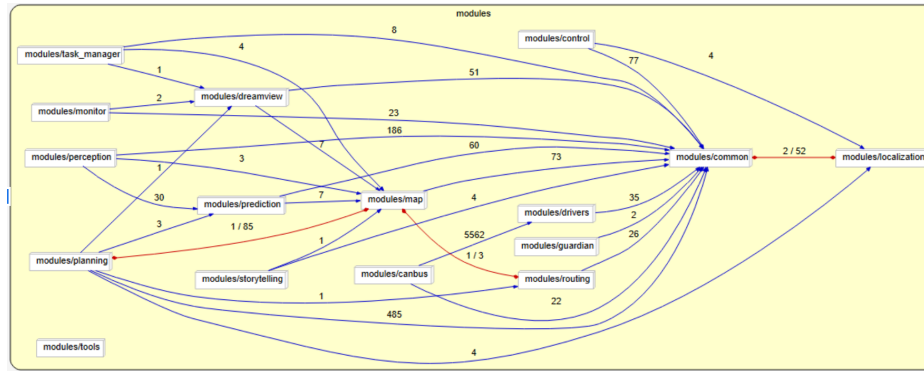 modules
modules/task_manager
8
modules/control
4
77
4
1
51
modules/dreamview
2
modules/monitor
23
186
7
60
modules/perception
3
73
modules/common
2 / 52
modules/localization
1
30
7
4
35
modules/prediction
modules/map
modules/drivers
2
3
1 / 85
5562
26
1
modules/guardian
1 / 3
modules/planning
modules/storytelling
modules/canbus
modules/routing
1
22
485
modules/tools
4